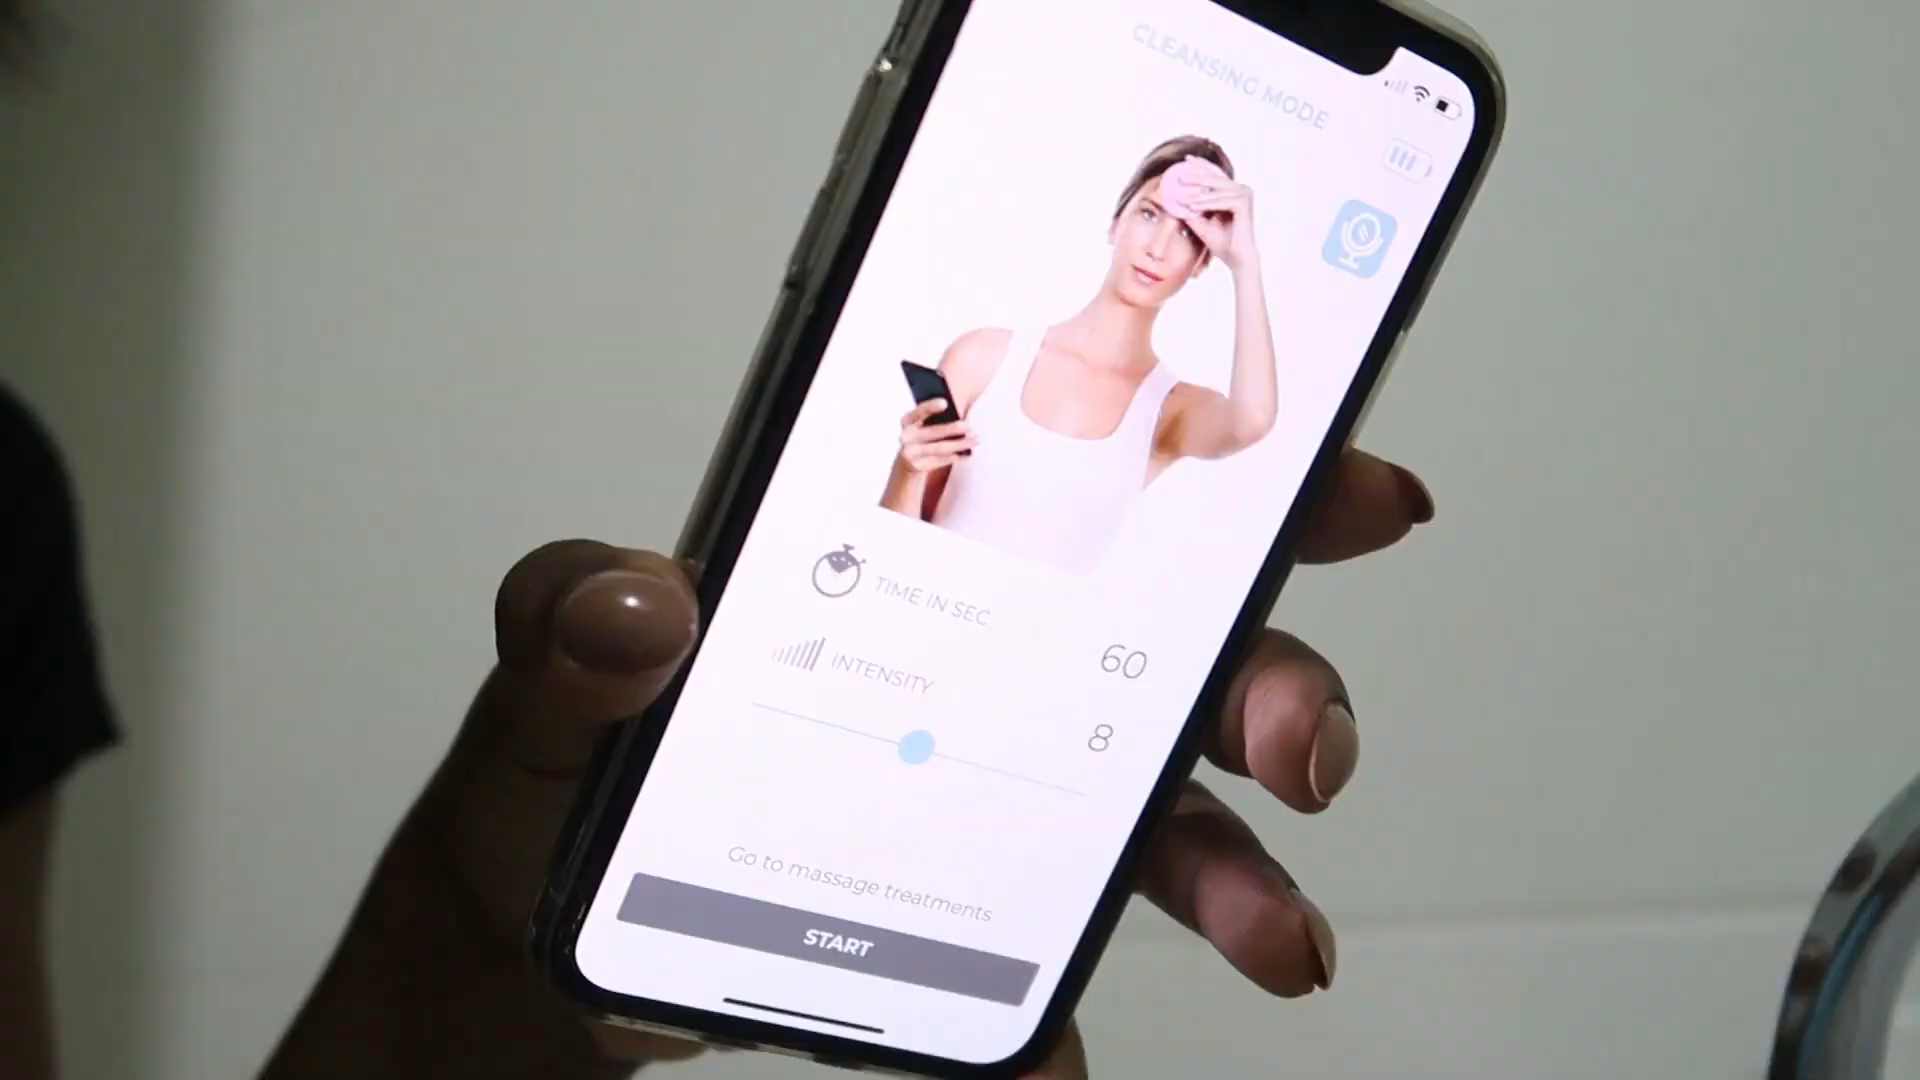 CLEANSING MODE
TIME IN SEC
60
INTENSITY
8
Go to massage treatments
START